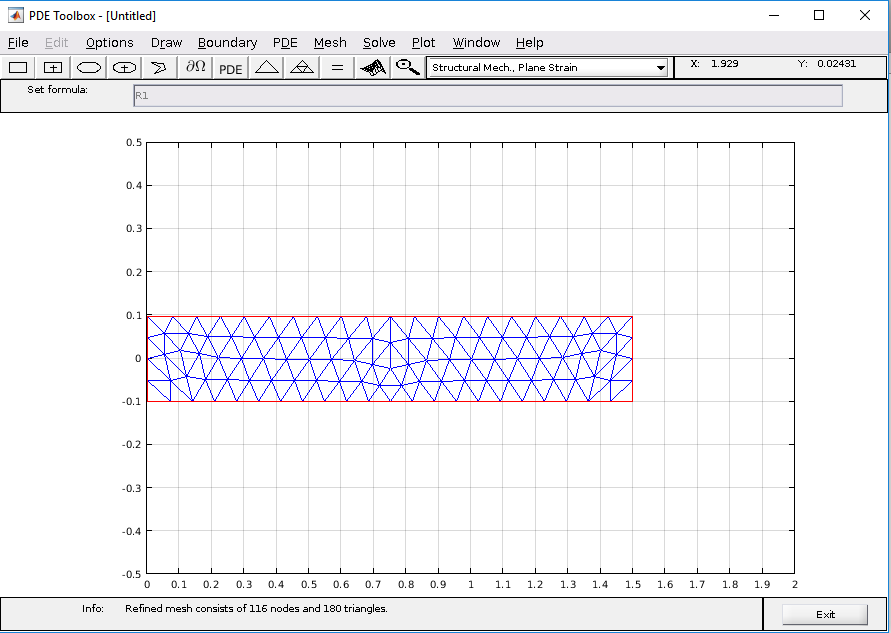 PDE Toolbox - [Untitled]
File Edit Options Draw Boundary PDE Mesh Solve Plot Window Help
∂Ω PDE = Structural Mech., Plane Strain X: 1.929 Y: 0.02431
Set formula: R1
0.5
0.4
0.3
0.2
0.1
0
-0.1
-0.2
-0.3
-0.4
-0.5
0 0.1 0.2 0.3 0.4 0.5 0.6 0.7 0.8 0.9 1 1.1 1.2 1.3 1.4 1.5 1.6 1.7 1.8 1.9 2
Info: Refined mesh consists of 116 nodes and 180 triangles.
Exit